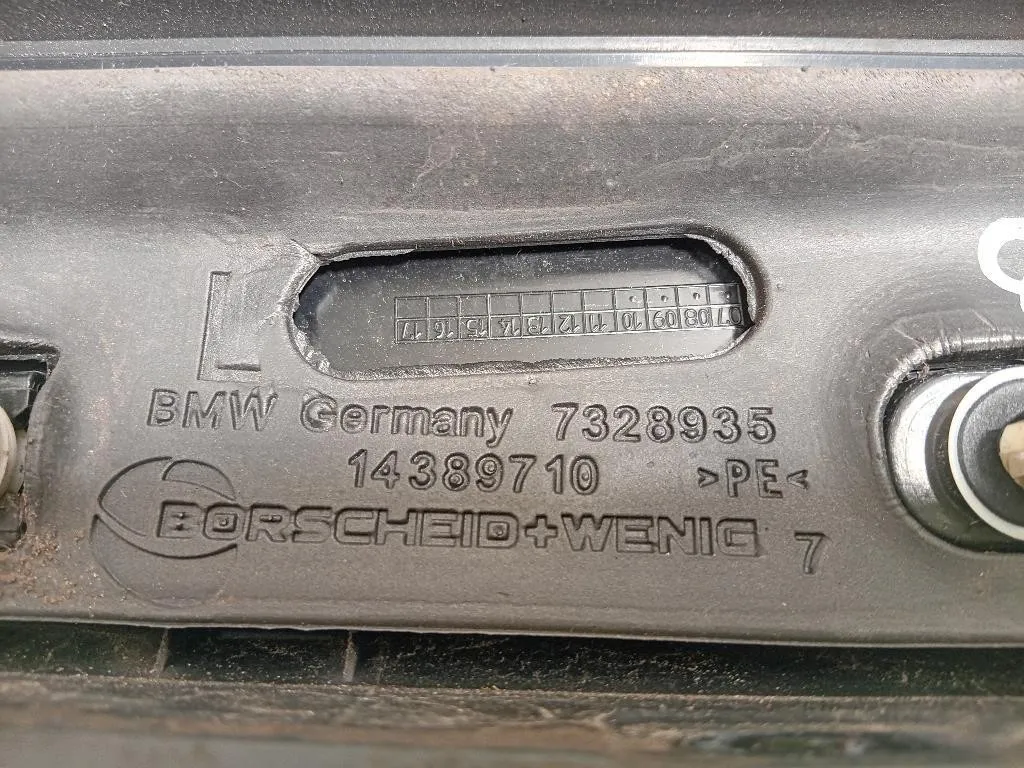 L
07 08 09 10 11 12 13 14 15 16 17
BMW Germany 7328935
14389710 >PE<
BORSCHEID+WENIG 7